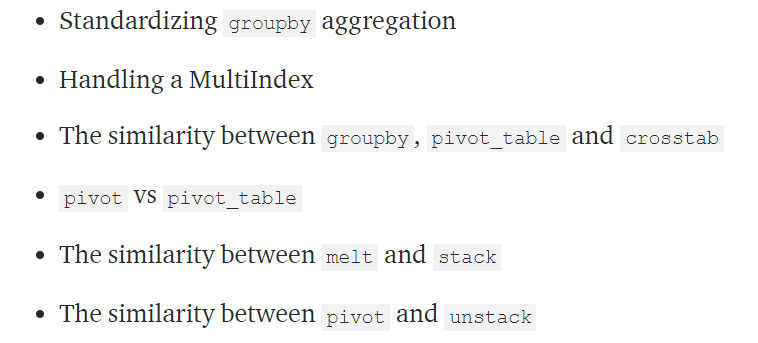 • Standardizing groupby aggregation
• Handling a MultiIndex
• The similarity between groupby, pivot_table and crosstab
• pivot vs pivot_table
• The similarity between melt and stack
• The similarity between pivot and unstack